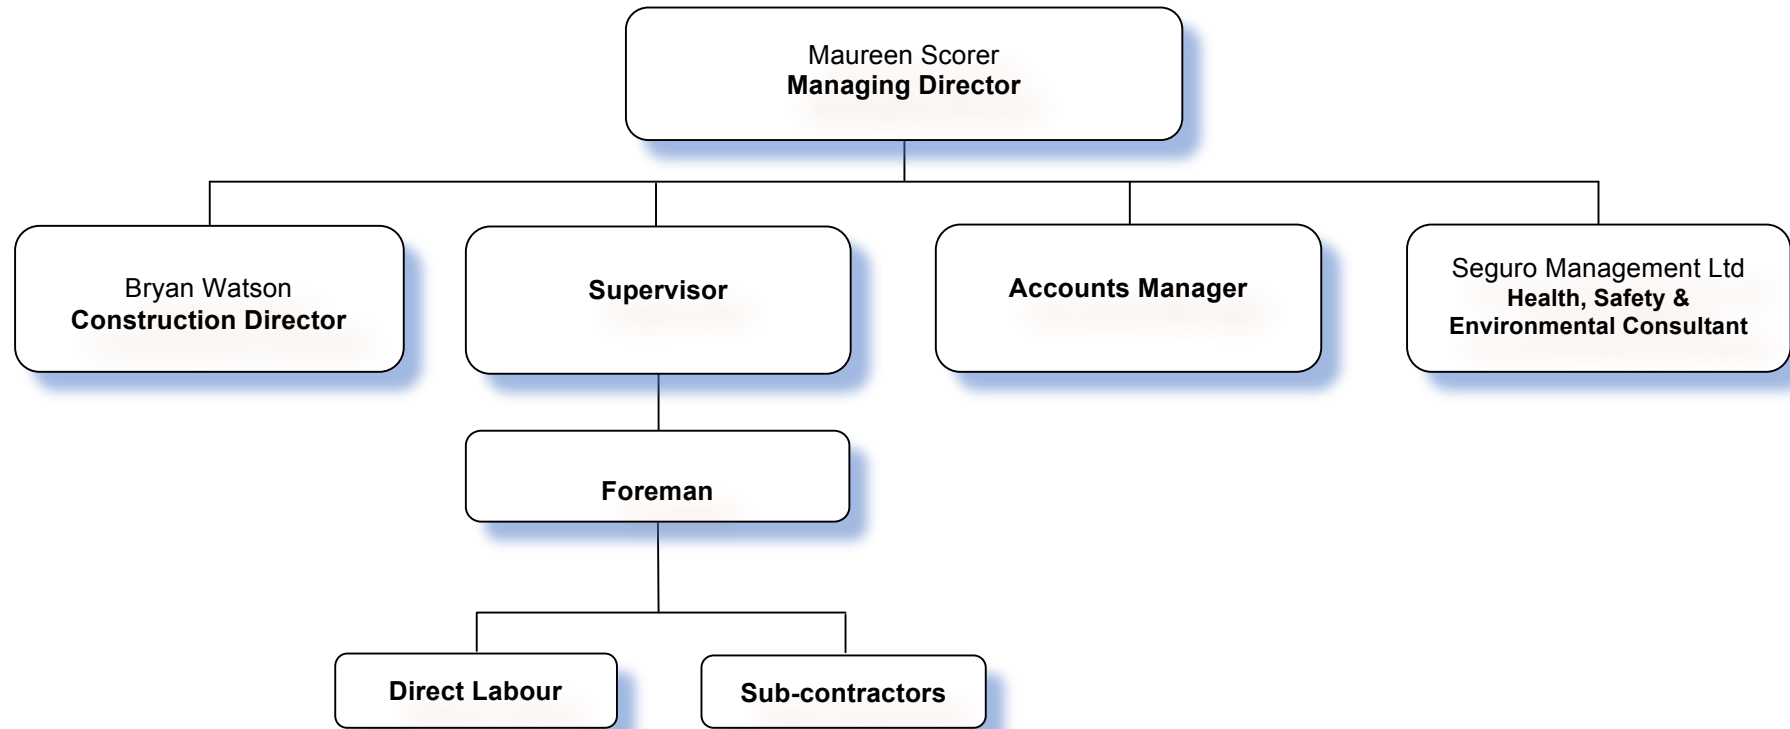 Maureen Scorer
Managing Director
Bryan Watson
Construction Director
Supervisor
Accounts Manager
Seguro Management Ltd
Health, Safety &
Environmental Consultant
Foreman
Direct Labour
Sub-contractors